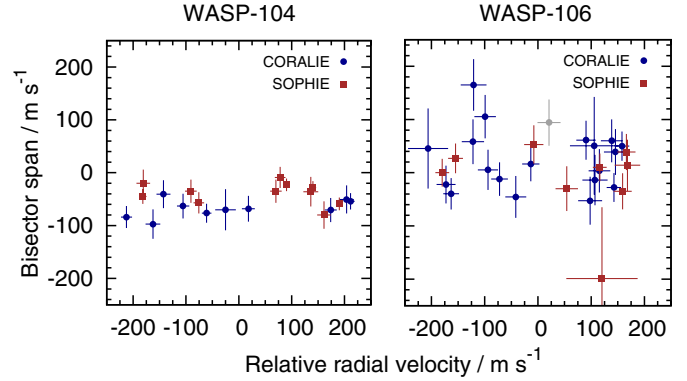 WASP-104 WASP-106
CORALIE
SOPHIE
CORALIE
SOPHIE
Bisector span / m s⁻¹
200
100
0
-100
-200
-200 -100 0 100 200
-200 -100 0 100 200
Relative radial velocity / m s⁻¹